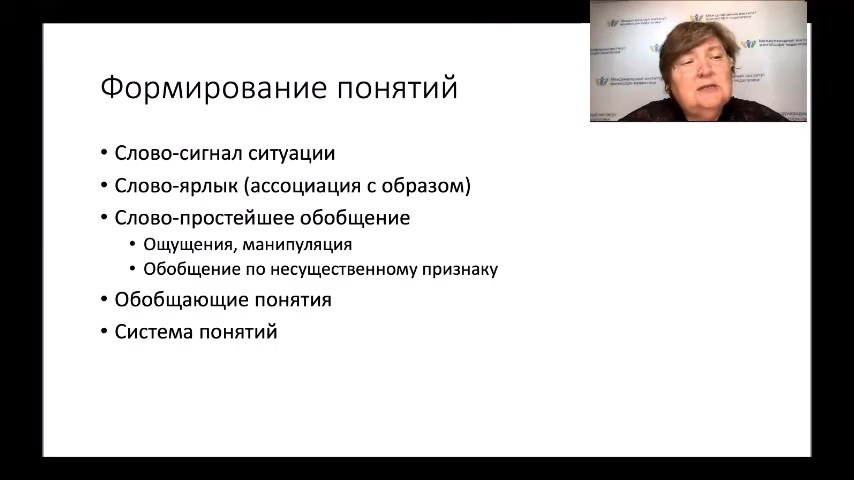 Формирование понятий
• Слово-сигнал ситуации
• Слово-ярлык (ассоциация с образом)
• Слово-простейшее обобщение
• Ощущения, манипуляция
• Обобщение по несущественному признаку
• Обобщающие понятия
• Система понятий